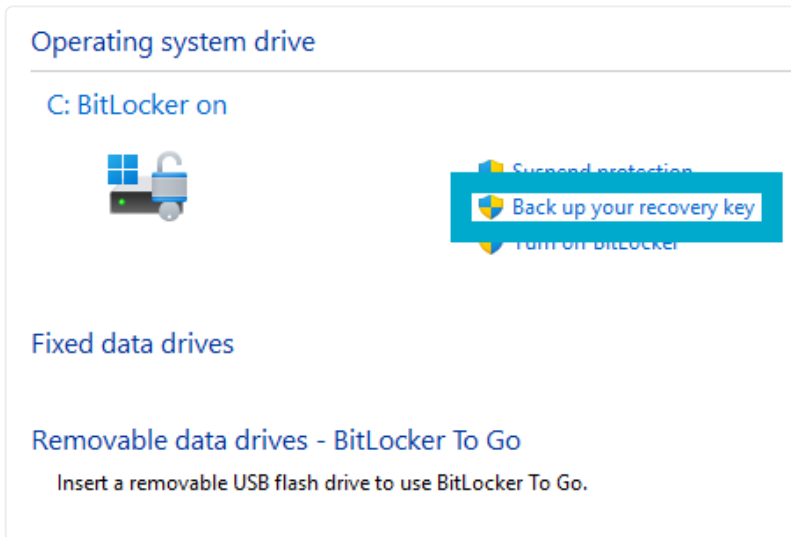 Operating system drive
C: BitLocker on
Suspend protection
Back up your recovery key
Turn off BitLocker
Fixed data drives
Removable data drives - BitLocker To Go
Insert a removable USB flash drive to use BitLocker To Go.